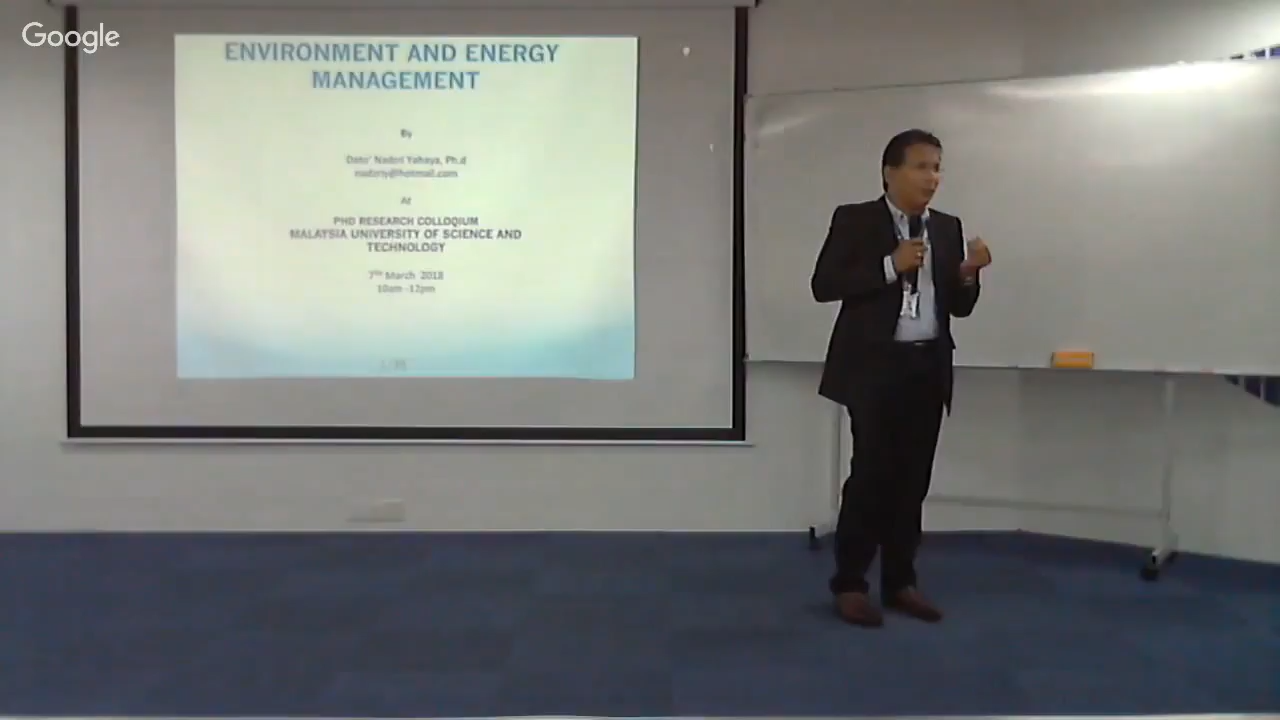 Google
ENVIRONMENT AND ENERGY
MANAGEMENT
By
Dato' Nadzri Yahaya, Ph.d
nadzriy@hotmail.com
At
PHD RESEARCH COLLOQIUM
MALAYSIA UNIVERSITY OF SCIENCE AND
TECHNOLOGY
7TH March 2018
10am -12pm